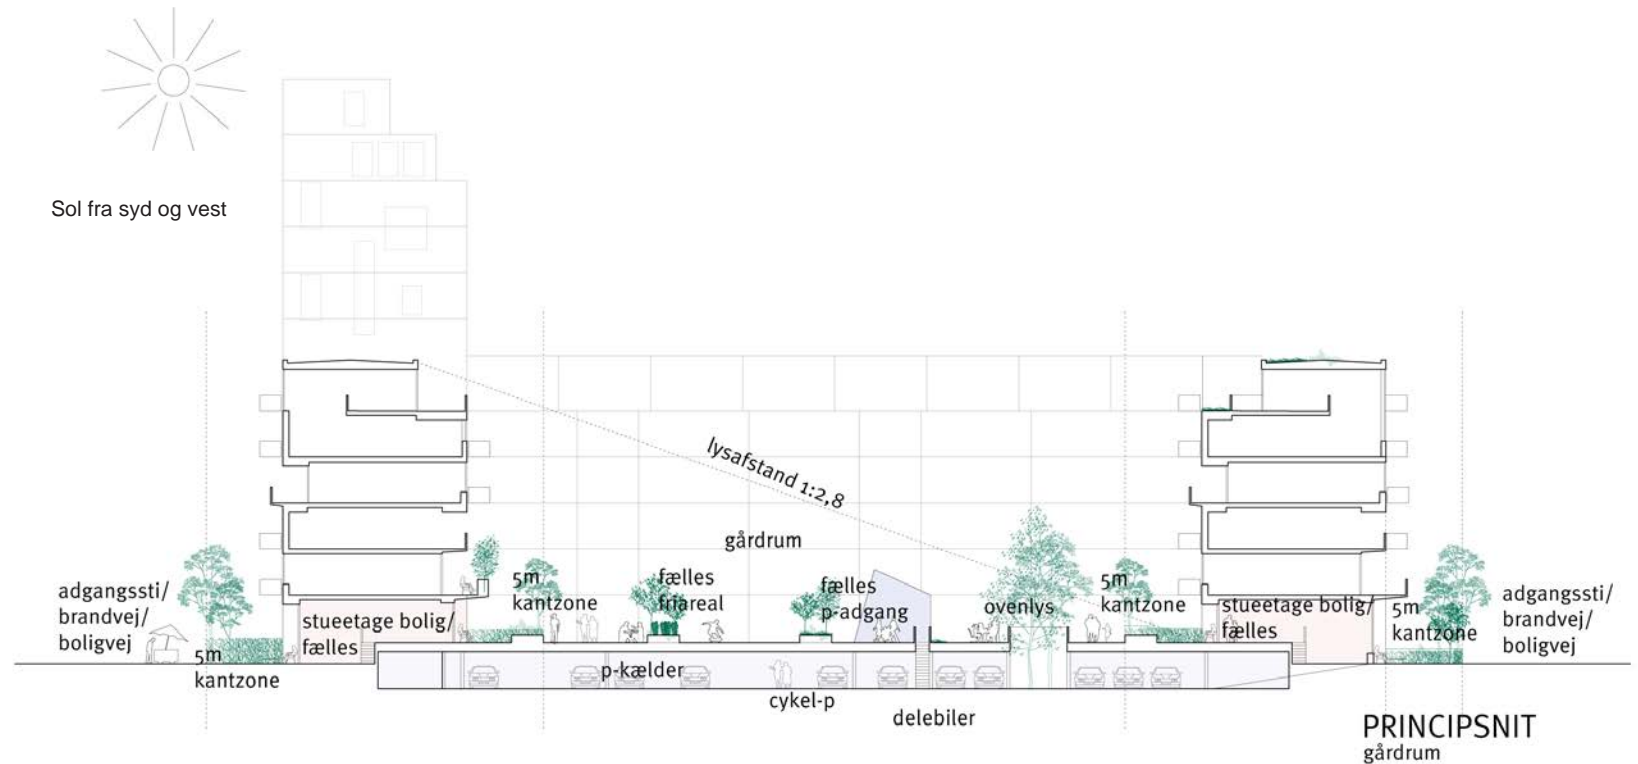 Sol fra syd og vest
lysafstand 1:2,8
gårdrum
adgangssti/
brandvej/
boligvej
5m
kantzone
stueetage bolig/
fælles
5m
kantzone
fælles
friareal
fælles
p-adgang
ovenlys
5m
kantzone
stueetage bolig/
fælles
5m
kantzone
adgangssti/
brandvej/
boligvej
p-kælder
cykel-p
delebiler
PRINCIPSNIT
gårdrum